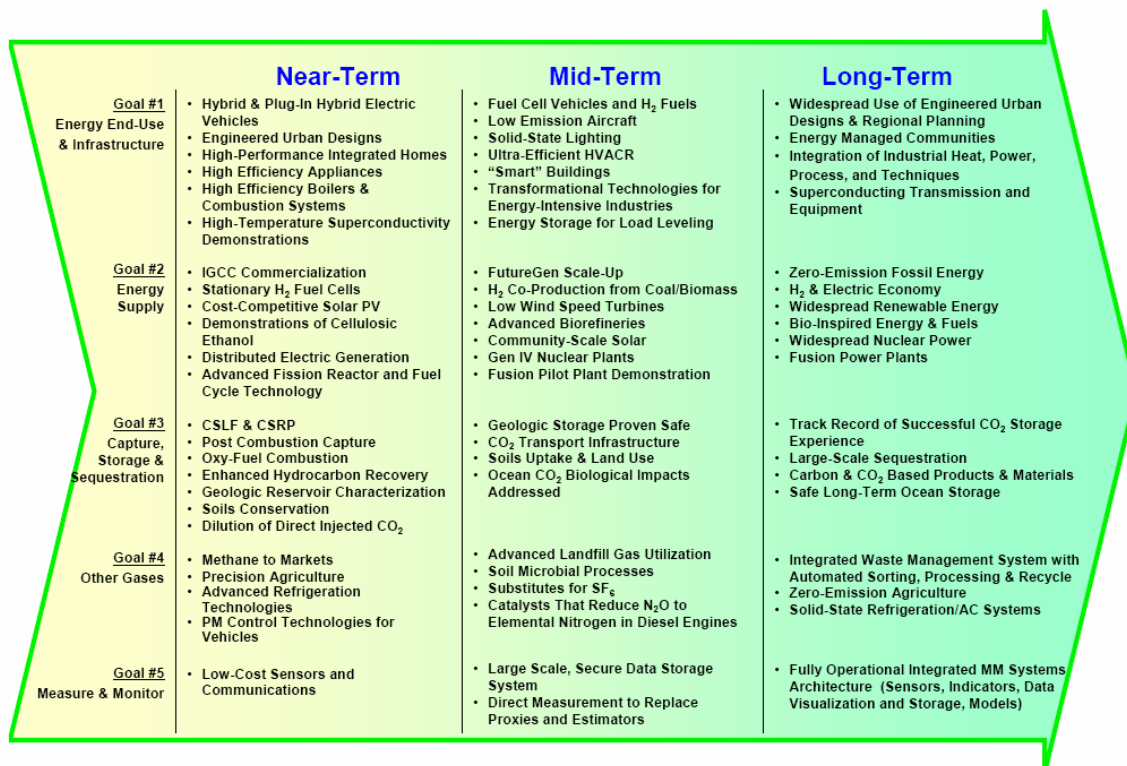 Near-Term
Mid-Term
Long-Term
Goal #1
Energy End-Use
& Infrastructure
• Hybrid & Plug-In Hybrid Electric
Vehicles
• Engineered Urban Designs
• High-Performance Integrated Homes
• High Efficiency Appliances
• High Efficiency Boilers &
Combustion Systems
• High-Temperature Superconductivity
Demonstrations
• Fuel Cell Vehicles and H₂ Fuels
• Low Emission Aircraft
• Solid-State Lighting
• Ultra-Efficient HVACR
• “Smart” Buildings
• Transformational Technologies for
Energy-Intensive Industries
• Energy Storage for Load Leveling
• Widespread Use of Engineered Urban
Designs & Regional Planning
• Energy Managed Communities
• Integration of Industrial Heat, Power,
Process, and Techniques
• Superconducting Transmission and
Equipment
Goal #2
Energy
Supply
• IGCC Commercialization
• Stationary H₂ Fuel Cells
• Cost-Competitive Solar PV
• Demonstrations of Cellulosic
Ethanol
• Distributed Electric Generation
• Advanced Fission Reactor and Fuel
Cycle Technology
• FutureGen Scale-Up
• H₂ Co-Production from Coal/Biomass
• Low Wind Speed Turbines
• Advanced Biorefineries
• Community-Scale Solar
• Gen IV Nuclear Plants
• Fusion Pilot Plant Demonstration
• Zero-Emission Fossil Energy
• H₂ & Electric Economy
• Widespread Renewable Energy
• Bio-Inspired Energy & Fuels
• Widespread Nuclear Power
• Fusion Power Plants
Goal #3
Capture,
Storage &
Sequestration
• CSLF & CSRP
• Post Combustion Capture
• Oxy-Fuel Combustion
• Enhanced Hydrocarbon Recovery
• Geologic Reservoir Characterization
• Soils Conservation
• Dilution of Direct Injected CO₂
• Geologic Storage Proven Safe
• CO₂ Transport Infrastructure
• Soils Uptake & Land Use
• Ocean CO₂ Biological Impacts
Addressed
• Track Record of Successful CO₂ Storage
Experience
• Large-Scale Sequestration
• Carbon & CO₂ Based Products & Materials
• Safe Long-Term Ocean Storage
Goal #4
Other Gases
• Methane to Markets
• Precision Agriculture
• Advanced Refrigeration
Technologies
• PM Control Technologies for
Vehicles
• Advanced Landfill Gas Utilization
• Soil Microbial Processes
• Substitutes for SF₆
• Catalysts That Reduce N₂O to
Elemental Nitrogen in Diesel Engines
• Integrated Waste Management System with
Automated Sorting, Processing & Recycle
• Zero-Emission Agriculture
• Solid-State Refrigeration/AC Systems
Goal #5
Measure & Monitor
• Low-Cost Sensors and
Communications
• Large Scale, Secure Data Storage
System
• Direct Measurement to Replace
Proxies and Estimators
• Fully Operational Integrated MM Systems
Architecture (Sensors, Indicators, Data
Visualization and Storage, Models)